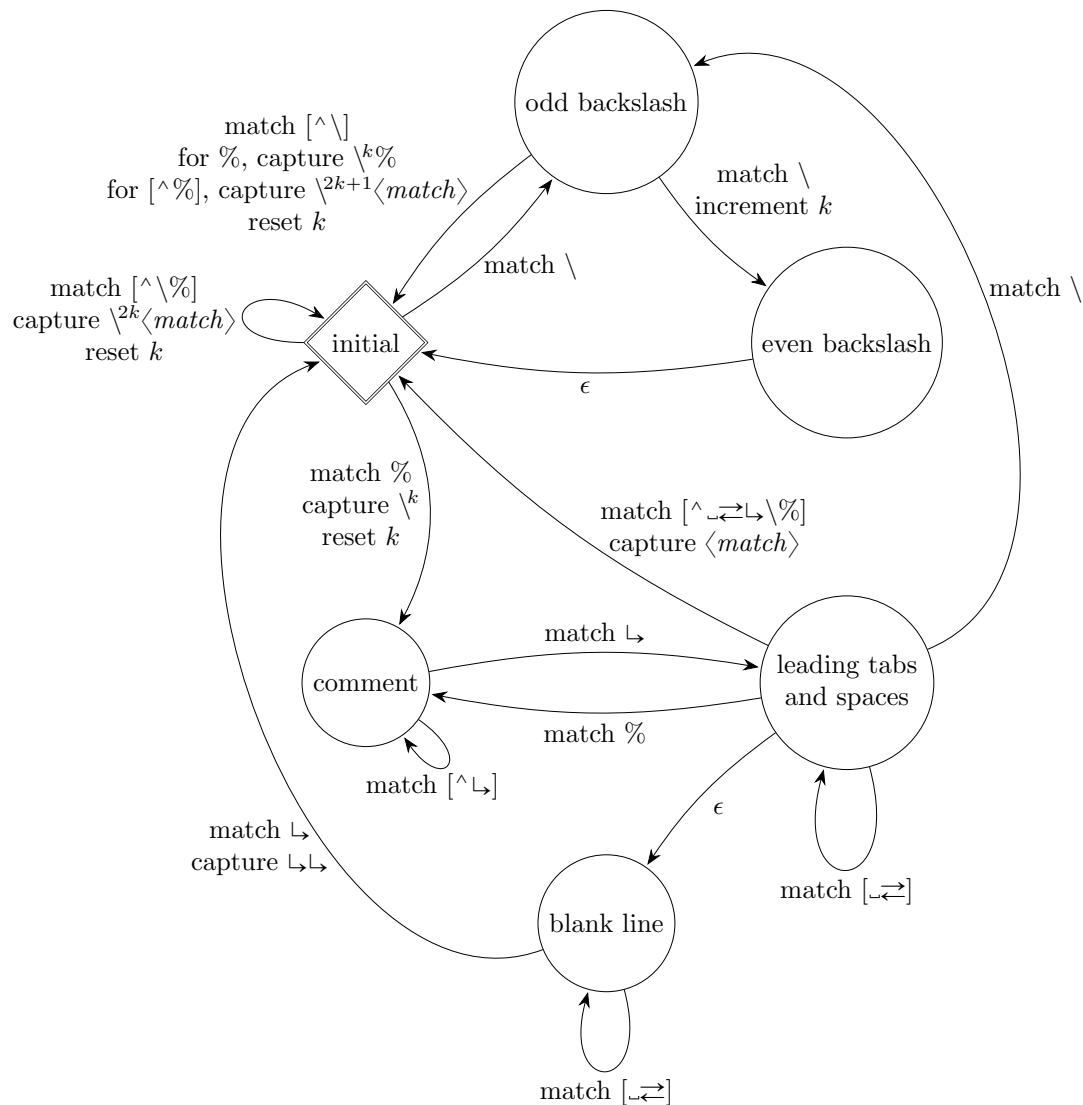 odd backslash
match [^\]
for %, capture \ᵏ%
for [^%], capture \²ᵏ⁺¹⟨match⟩
reset k
match \
increment k
match \
match \
match [^\%]
capture \²ᵏ⟨match⟩
reset k
initial
even backslash
ϵ
match %
capture \ᵏ
reset k
match [^␣⇄↳\%]
capture ⟨match⟩
match ↳
leading tabs
and spaces
comment
match %
match [^↳]
ϵ
match ↳
capture ↳↳
match [␣⇄]
blank line
match [␣⇄]